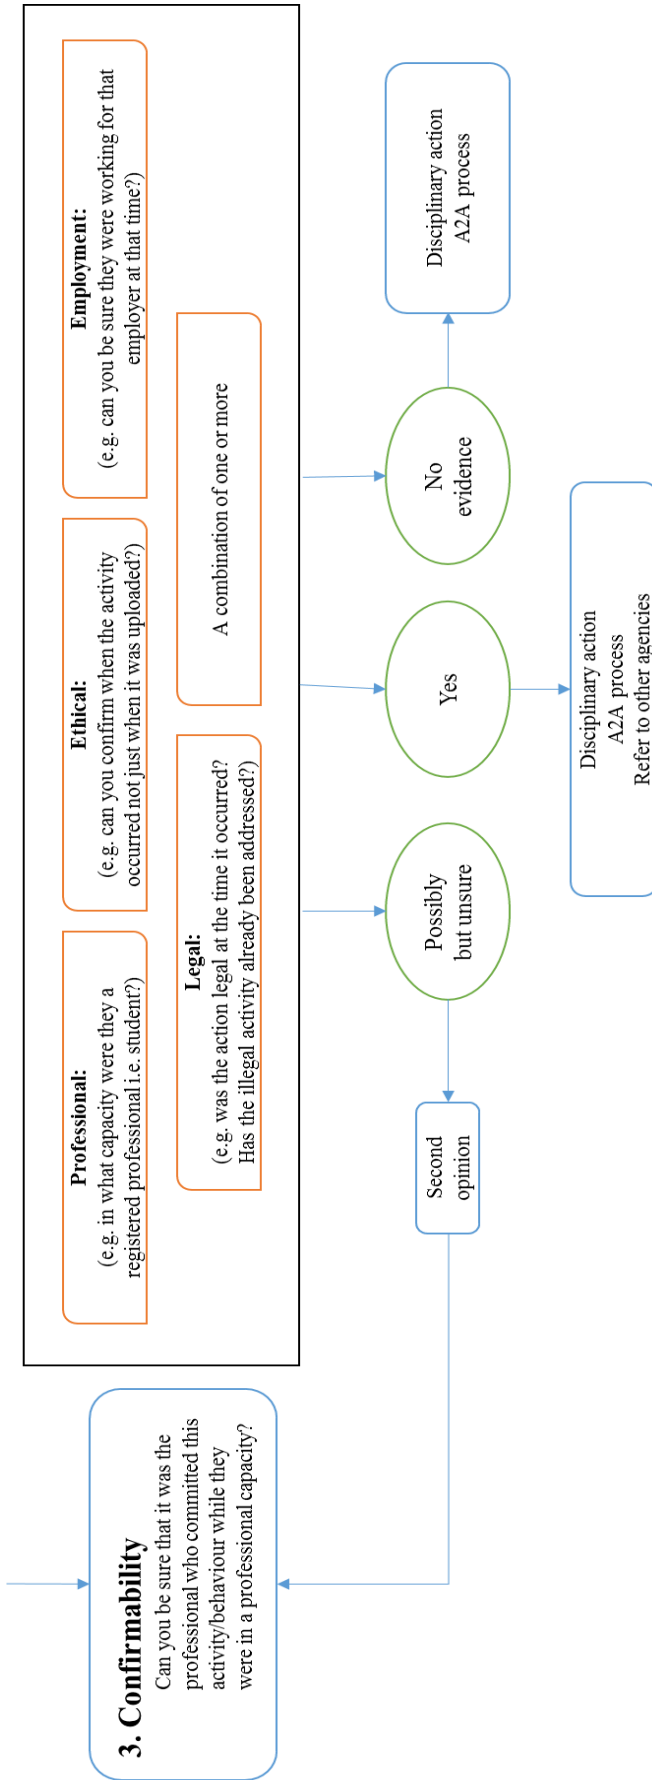 3. Confirmability
Can you be sure that it was the
professional who committed this
activity/behaviour while they
were in a professional capacity?
Professional:
(e.g. in what capacity were they a
registered professional i.e. student?)
Ethical:
(e.g. can you confirm when the activity
occurred not just when it was uploaded?)
Employment:
(e.g. can you be sure they were working for that
employer at that time?)
Legal:
(e.g. was the action legal at the time it occurred?
Has the illegal activity already been addressed?)
A combination of one or more
Second
opinion
Possibly
but unsure
Yes
No
evidence
Disciplinary action
A2A process
Disciplinary action
A2A process
Refer to other agencies